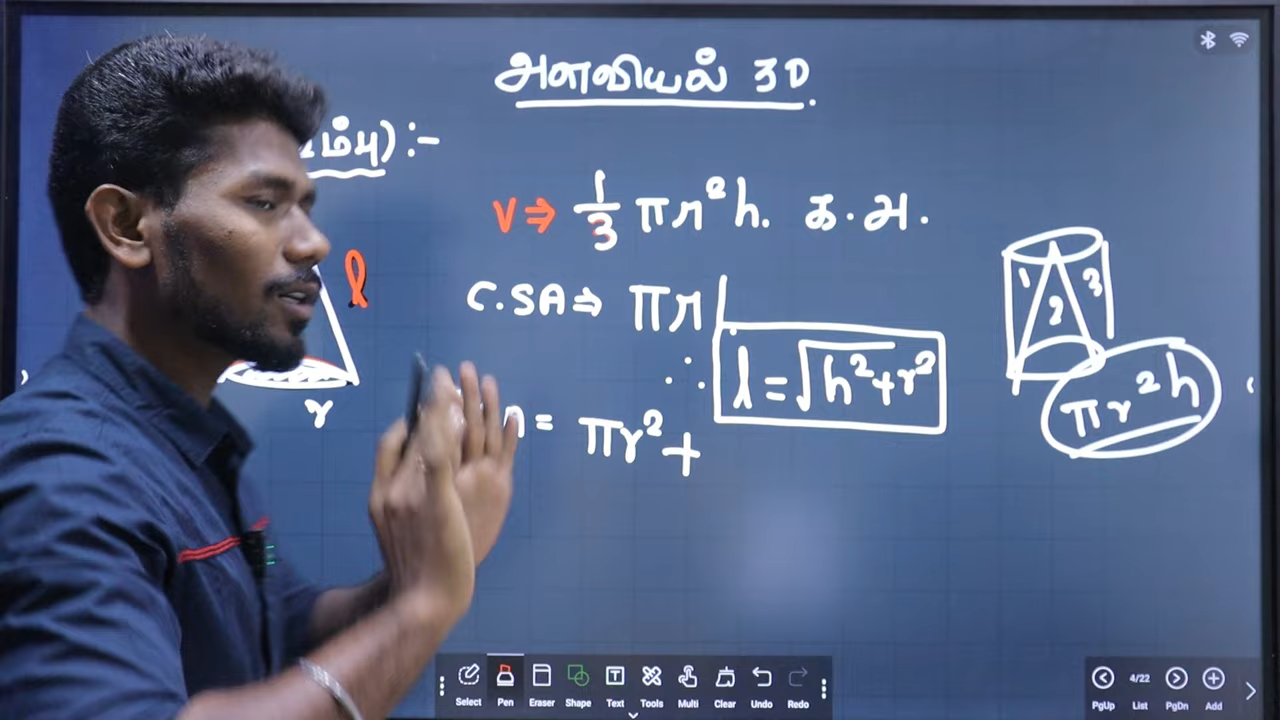 அளவியல் 3D.
ம்பு) :-
V ⇒ 1/3 πr²h. க.அ.
l
C.SA ⇒ πrl
∴ l = √h²+r²
r
= πr² +
1 2 3
πr²h
Select Pen Eraser Shape Text Tools Multi Clear Undo Redo
PgUp 4/22 List PgDn Add